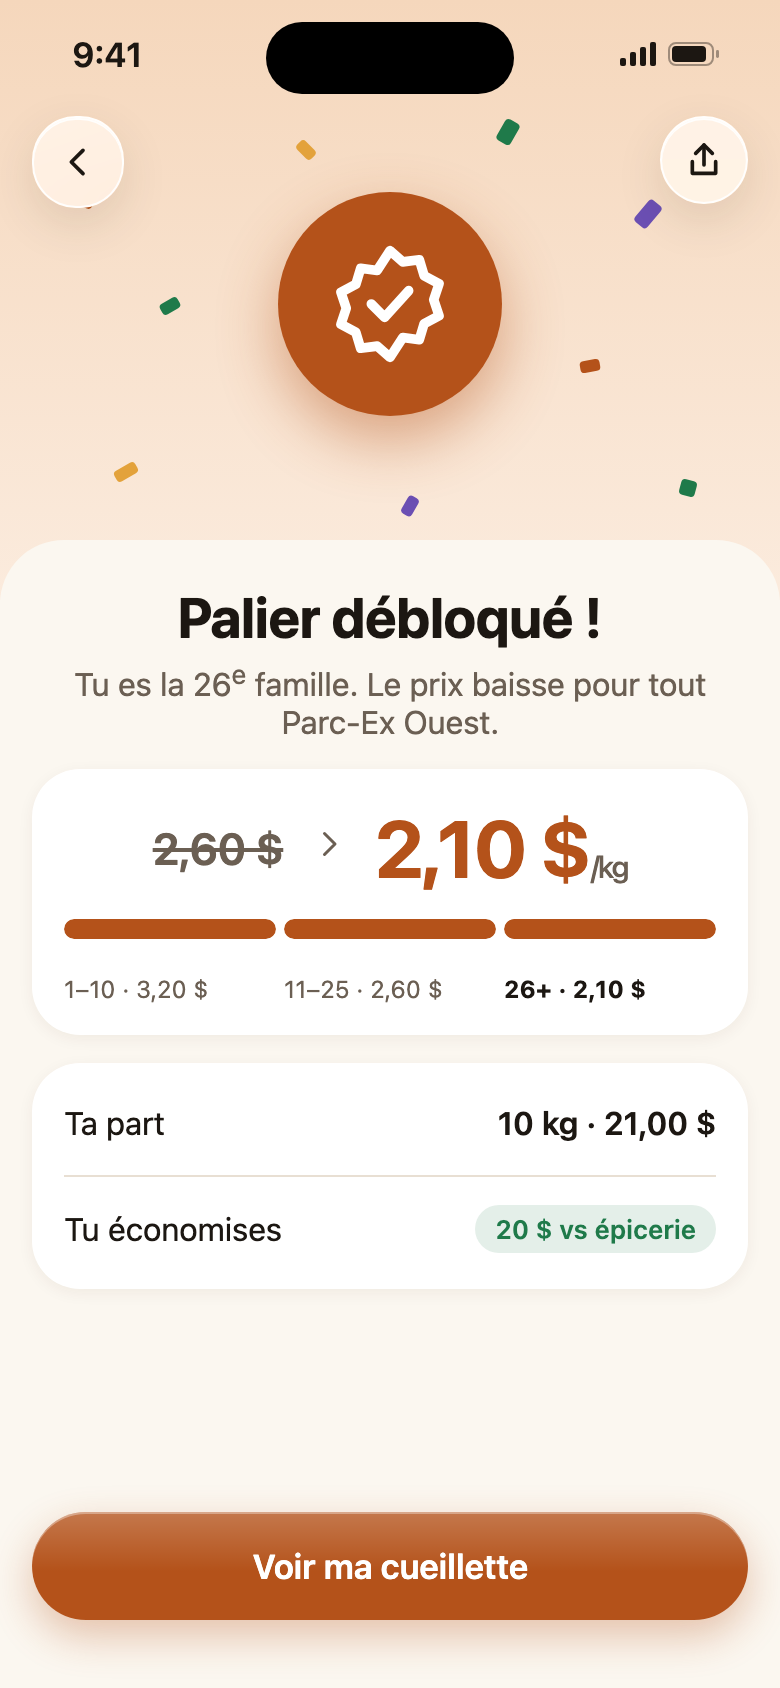 9:41
Palier débloqué !
Tu es la 26e famille. Le prix baisse pour tout
Parc-Ex Ouest.
2,60 $ > 2,10 $/kg
1–10 · 3,20 $ 11–25 · 2,60 $ 26+ · 2,10 $
Ta part 10 kg · 21,00 $
Tu économises 20 $ vs épicerie
Voir ma cueillette